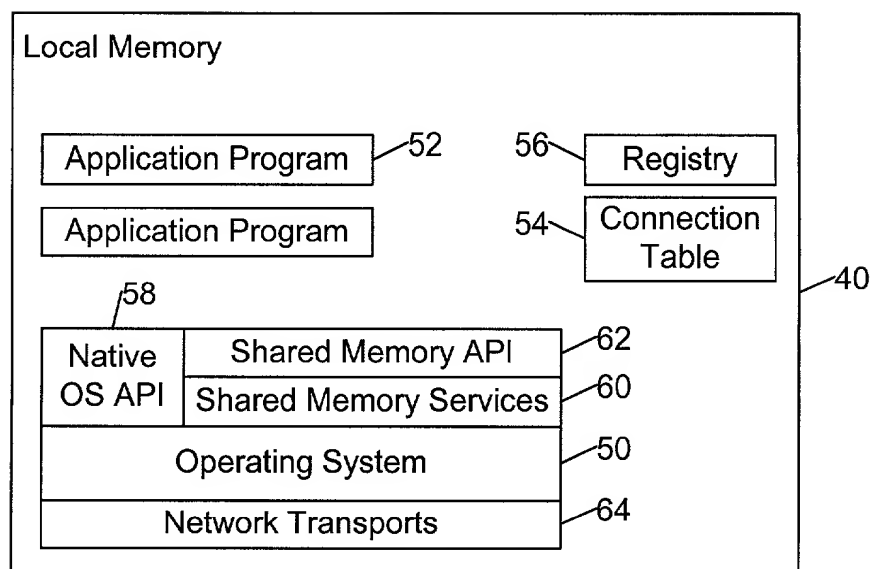 Local Memory
Application Program
52
56
Registry
Application Program
54
Connection
Table
40
58
Native
OS API
Shared Memory API
62
Shared Memory Services
60
Operating System
50
Network Transports
64